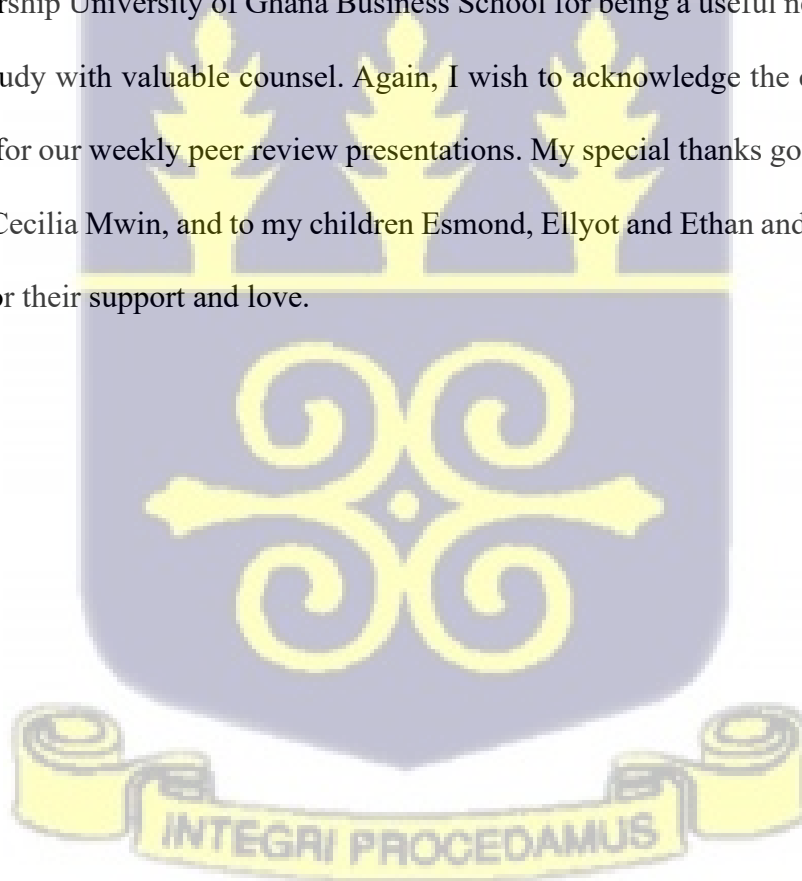 rship University of Ghana Business School for being a useful
udy with valuable counsel. Again, I wish to acknowledge the
for our weekly peer review presentations. My special thanks go
Cecilia Mwin, and to my children Esmond, Ellyot and Ethan and
or their support and love.
INTEGRI PROCEDAMUS